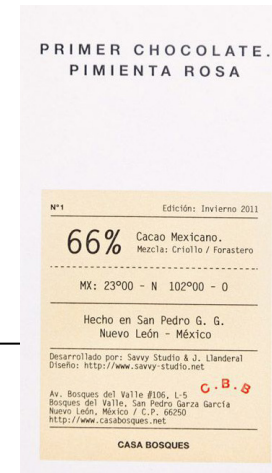 PRIMER CHOCOLATE.
PIMIENTA ROSA
Nº1
Edición: Invierno 2011
66%
Cacao Mexicano.
Mezcla: Criollo / Forastero
MX: 23º00 - N 102º00 - O
Hecho en San Pedro G. G.
Nuevo León - México
Desarrollado por: Savvy Studio & J. Llanderal
Diseño: http://www.savvy-studio.net
C.B.B
Av. Bosques del Valle #106, L-5
Bosques del Valle, San Pedro Garza García
Nuevo León, México / C.P. 66250
http://www.casabosques.net
CASA BOSQUES